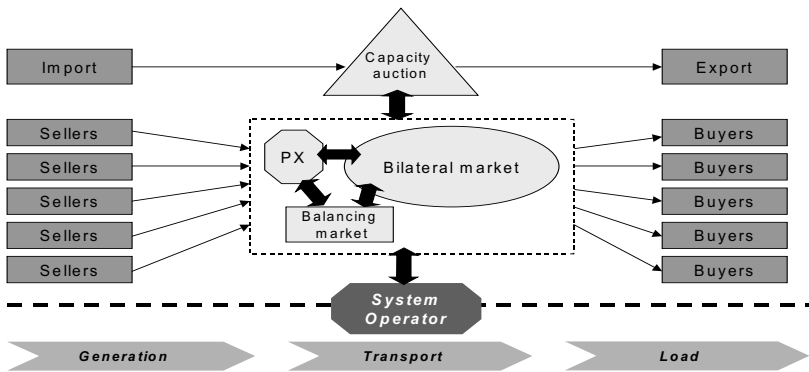 Capacity
auction
Import
Export
Sellers
Sellers
Sellers
Sellers
Sellers
PX
Bilateral market
Balancing
market
Buyers
Buyers
Buyers
Buyers
Buyers
System
Operator
Generation
Transport
Load